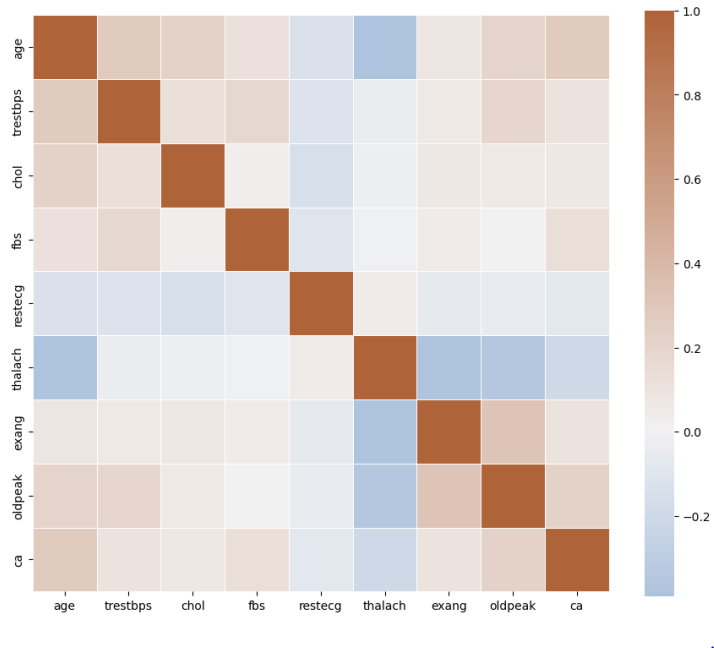 age
trestbps
chol
fbs
restecg
thalach
exang
oldpeak
ca
age trestbps chol fbs restecg thalach exang oldpeak ca
1.0
0.8
0.6
0.4
0.2
0.0
−0.2